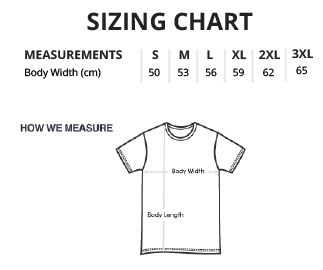 SIZING CHART
MEASUREMENTS S M L XL 2XL 3XL
Body Width (cm) 50 53 56 59 62 65
HOW WE MEASURE
Body Width
Body Length